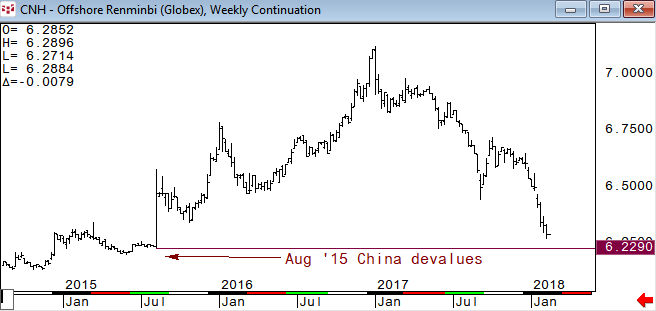 CNH - Offshore Renminbi (Globex), Weekly Continuation
O= 6.2852
H= 6.2896
L= 6.2714
L= 6.2884
Δ=-0.0079
7.0000
6.7500
6.5000
6.2290
Aug '15 China devalues
2015 2016 2017 2018
Jan Jul Jan Jul Jan Jul Jan